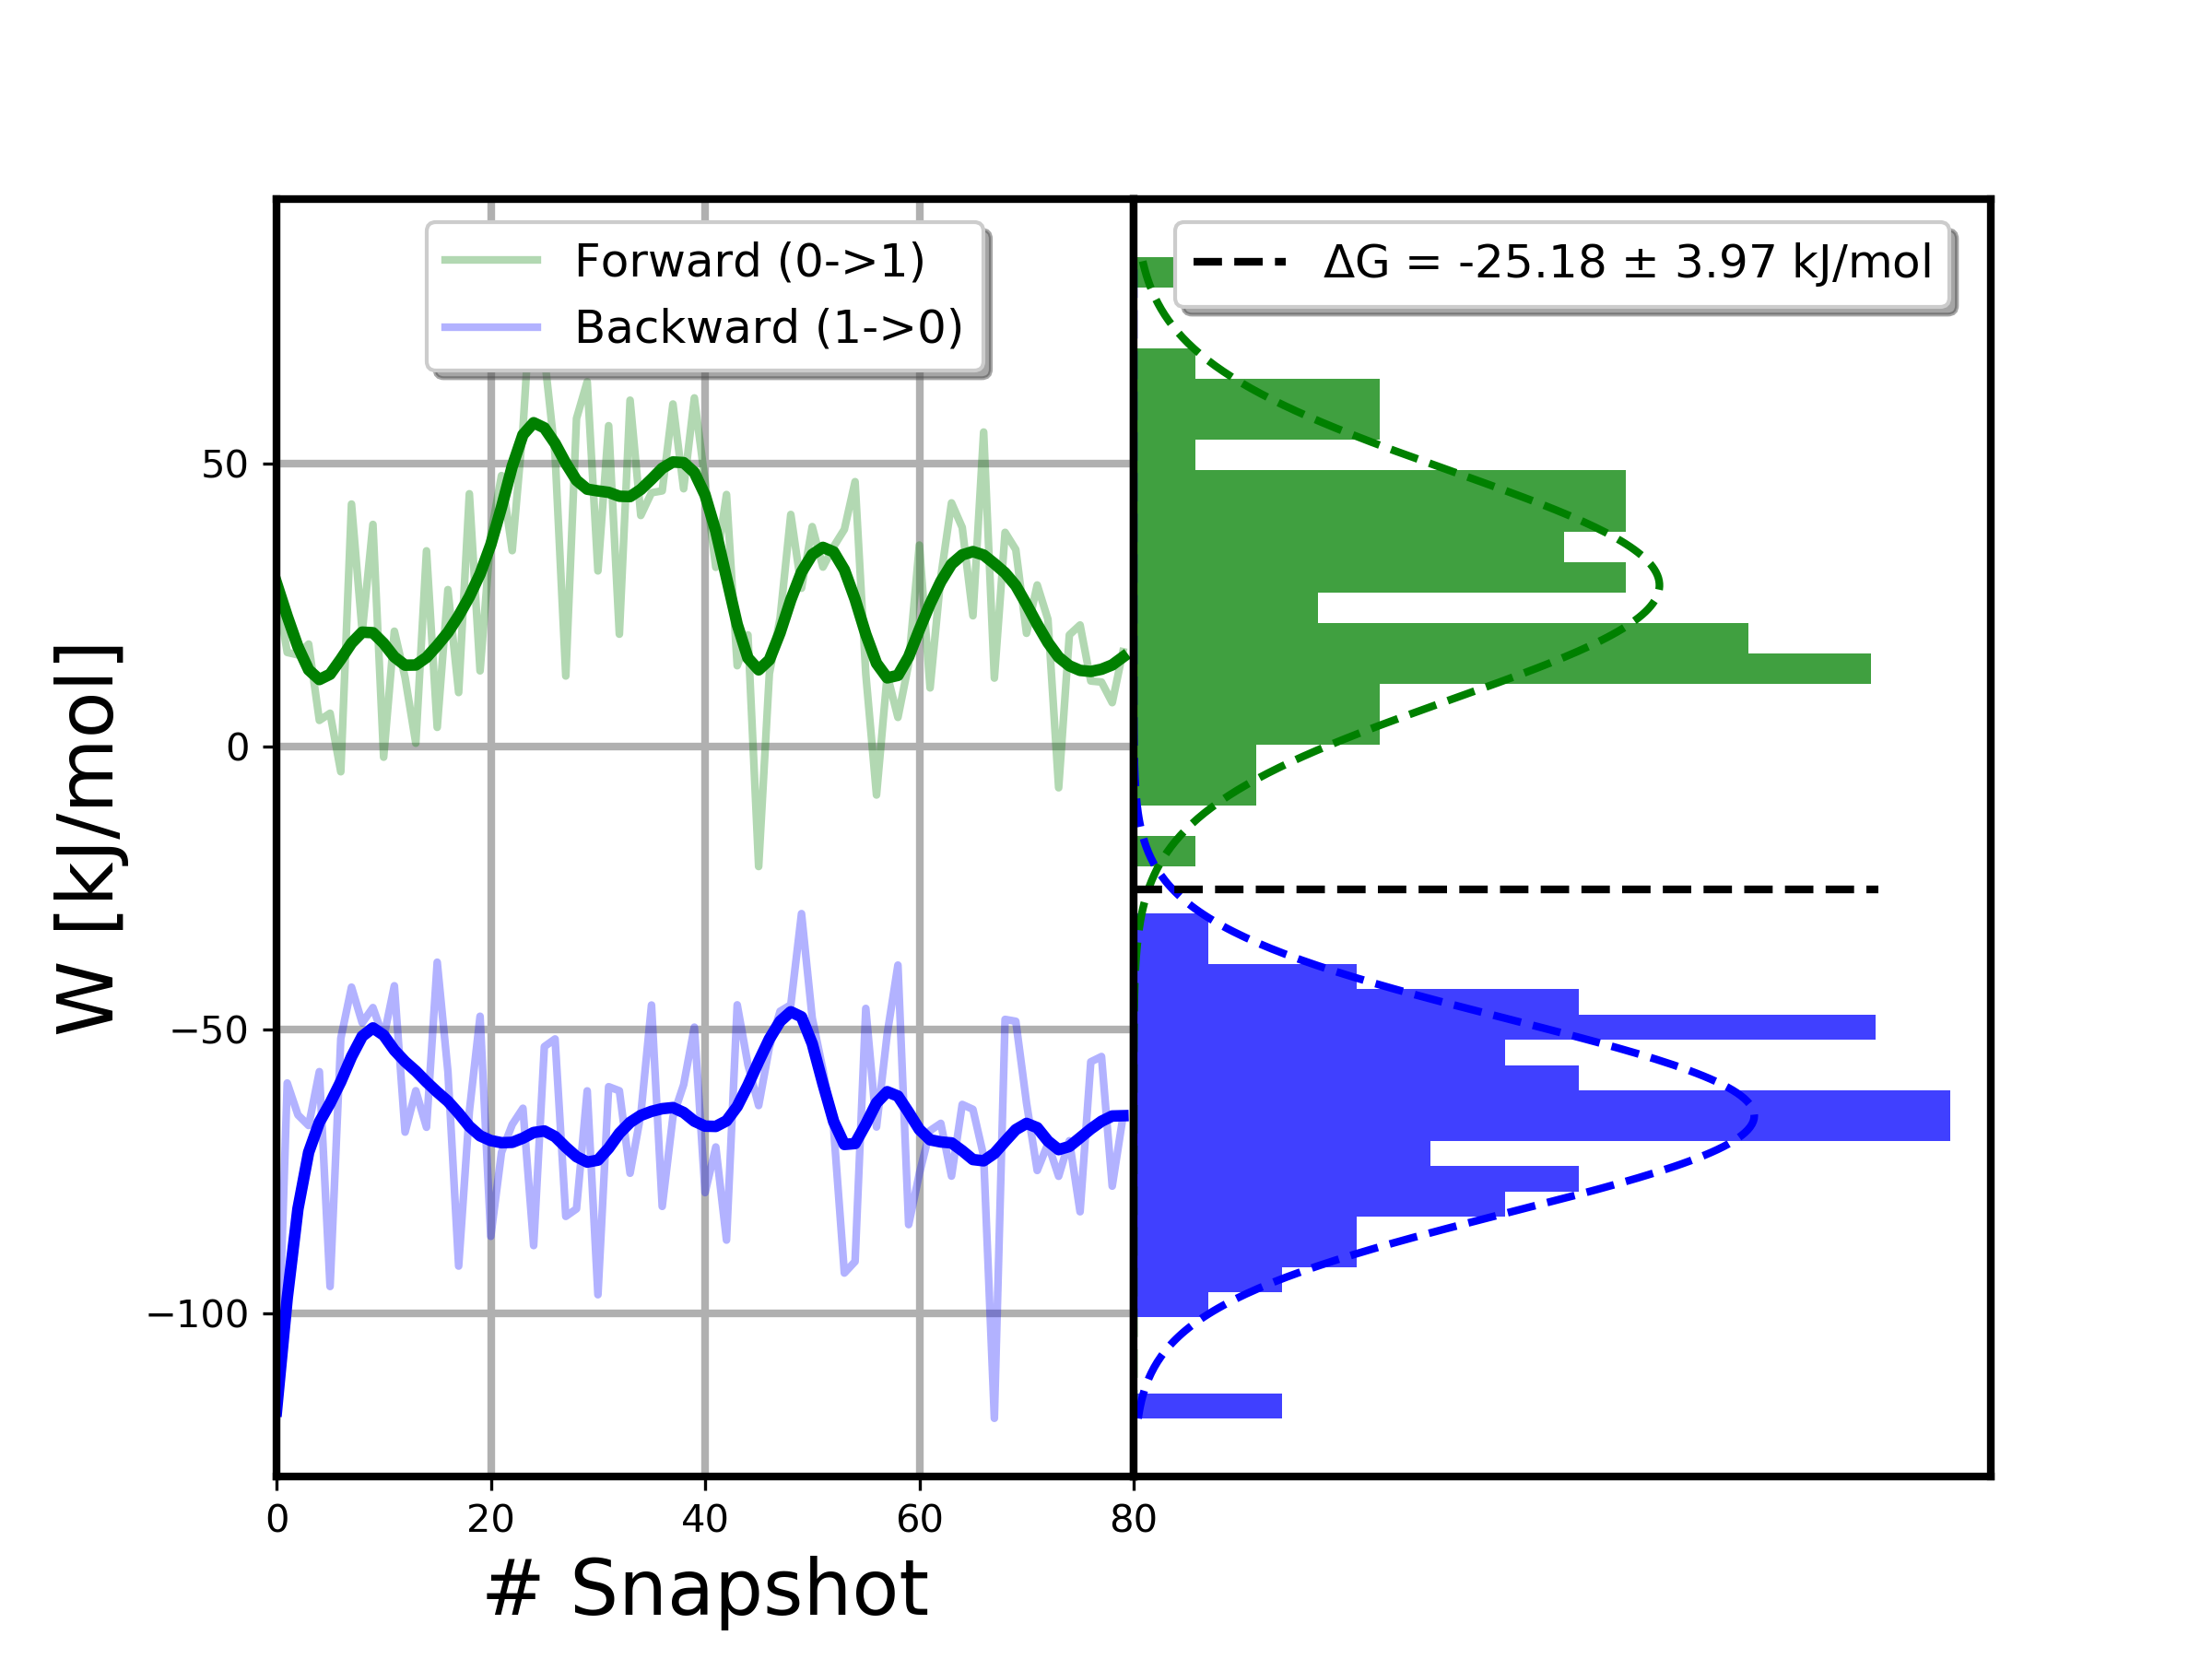 Forward (0->1)
Backward (1->0)
ΔG = -25.18 ± 3.97 kJ/mol
50
0
−50
−100
W [kJ/mol]
0 20 40 60 80
# Snapshot